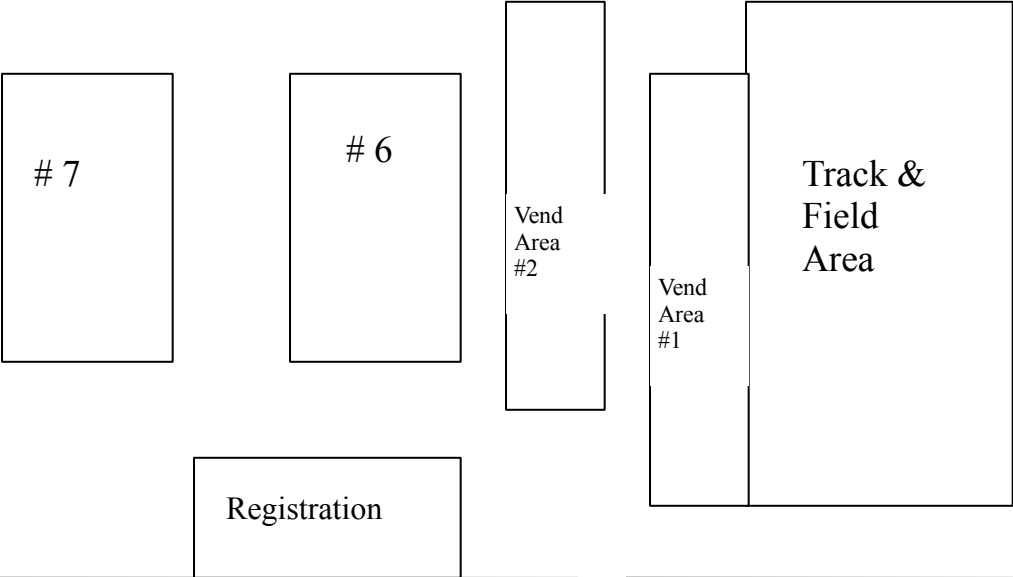 # 7
# 6
Vend
Area
#2
Vend
Area
#1
Track &
Field
Area
Registration